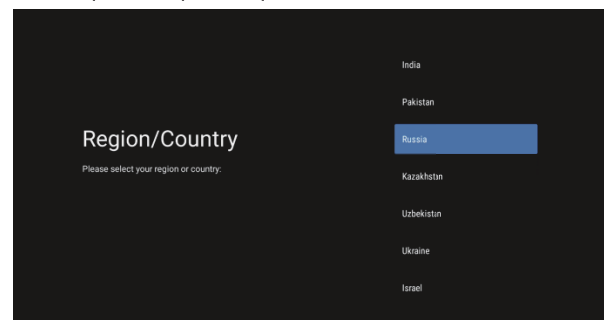 Region/Country
Please select your region or country:
India
Pakistan
Russia
Kazakhstın
Uzbekistın
Ukraine
Israel